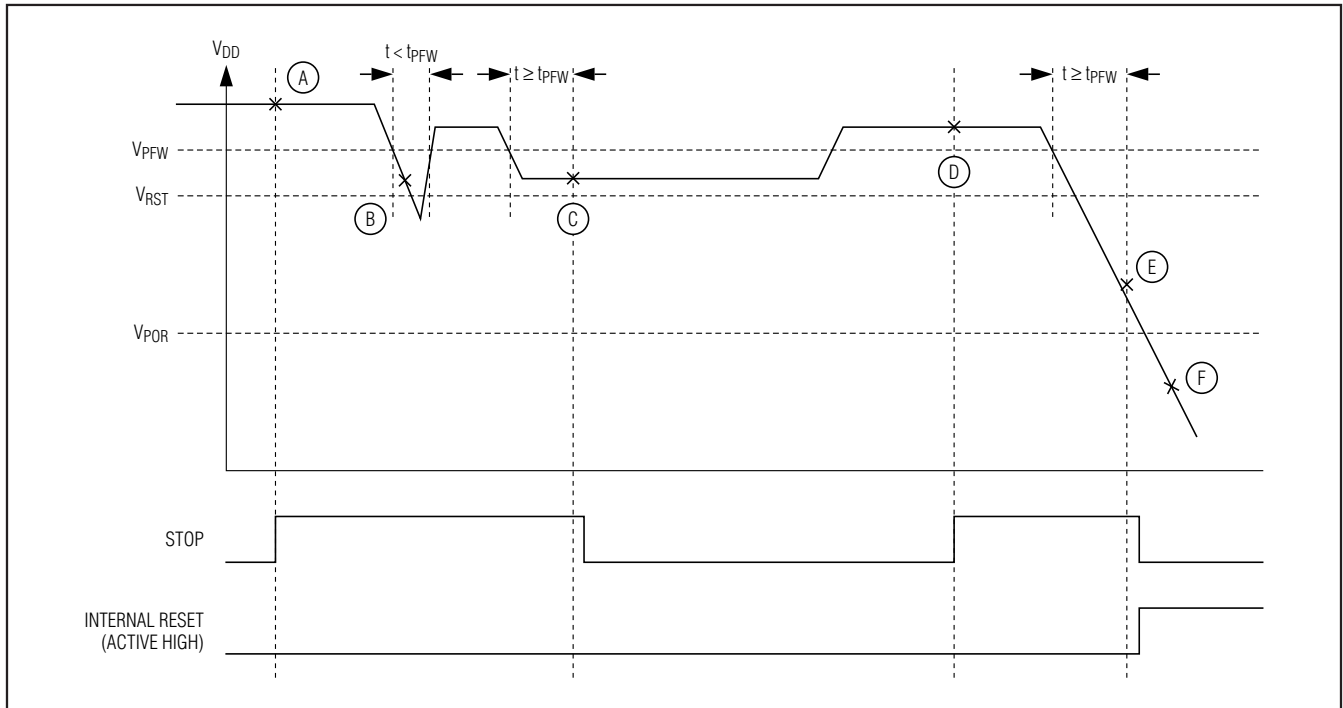 VDD
A
t < tPFW
t ≥ tPFW
t ≥ tPFW
VPFW
VRST
B
C
D
E
VPOR
F
STOP
INTERNAL RESET
(ACTIVE HIGH)